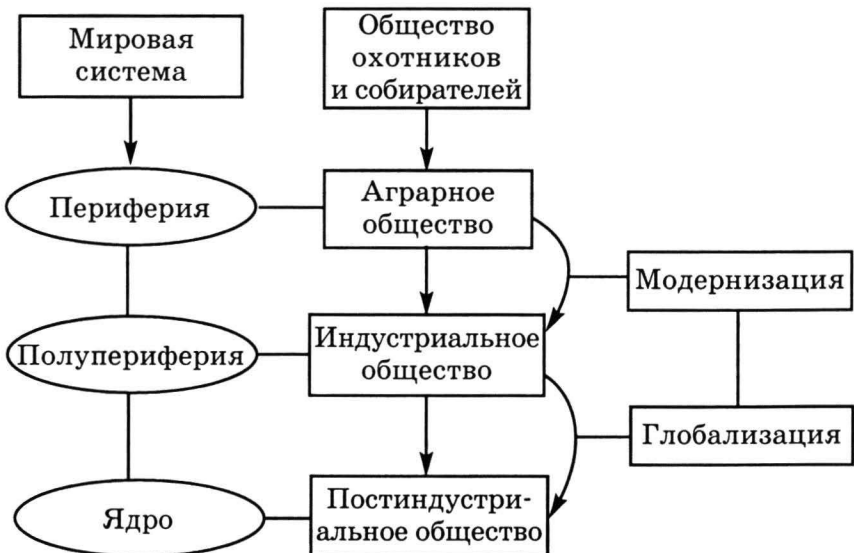 Мировая
система
Общество
охотников
и собирателей
Периферия
Аграрное
общество
Модернизация
Полупериферия
Индустриальное
общество
Глобализация
Ядро
Постиндустри-
альное общество